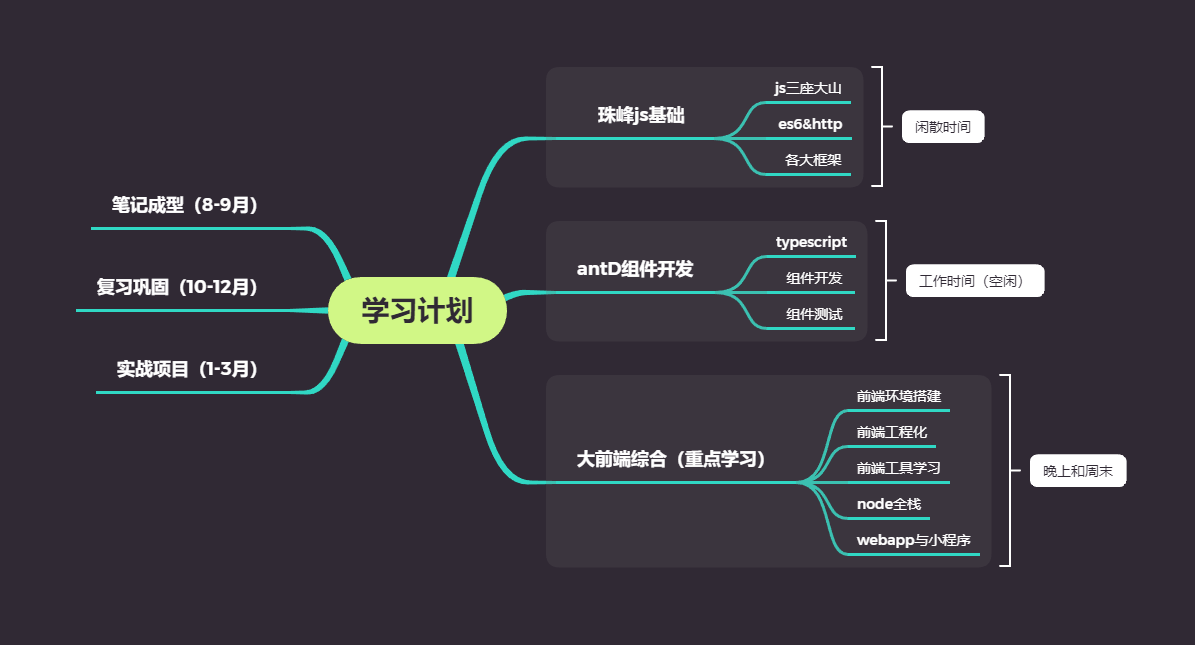 学习计划
笔记成型（8-9月）
复习巩固（10-12月）
实战项目（1-3月）
珠峰js基础
js三座大山
es6&http
各大框架
闲散时间
antD组件开发
typescript
组件开发
组件测试
工作时间（空闲）
大前端综合（重点学习）
前端环境搭建
前端工程化
前端工具学习
node全栈
webapp与小程序
晚上和周末